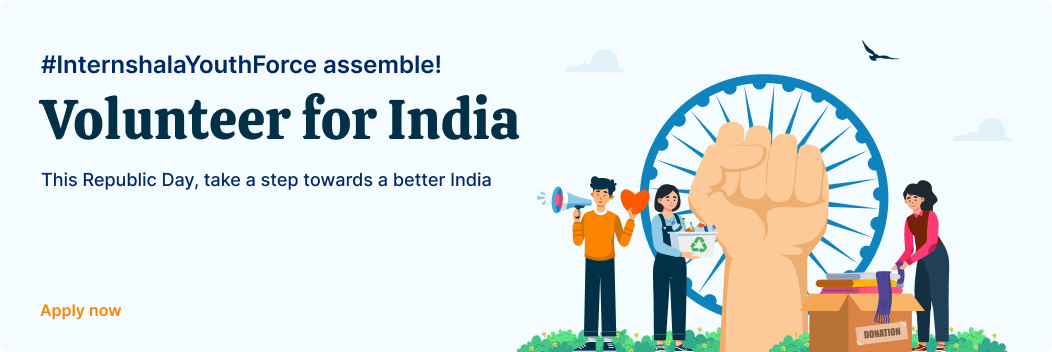 #InternshalaYouthForce assemble!
Volunteer for India
This Republic Day, take a step towards a better India
Apply now
DONATION